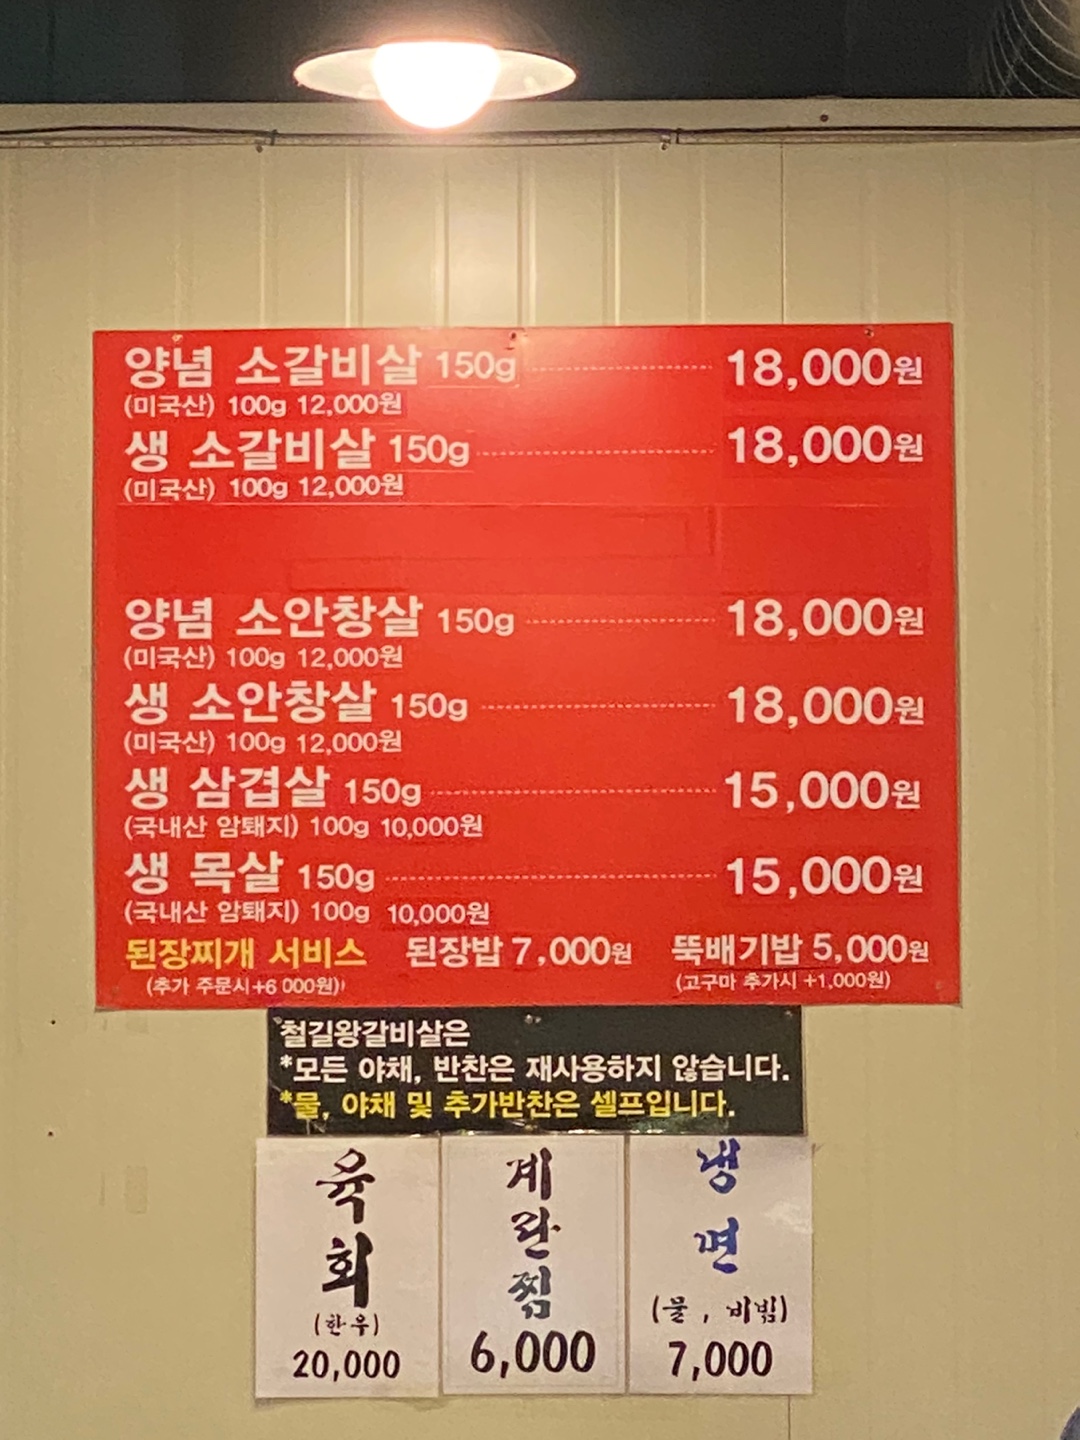 양념 소갈비살 150g 18,000원
(미국산) 100g 12,000원
생 소갈비살 150g 18,000원
(미국산) 100g 12,000원
양념 소안창살 150g 18,000원
(미국산) 100g 12,000원
생 소안창살 150g 18,000원
(미국산) 100g 12,000원
생 삼겹살 150g 15,000원
(국내산 암퇘지) 100g 10,000원
생 목살 150g 15,000원
(국내산 암퇘지) 100g 10,000원
된장찌개 서비스 된장밥 7,000원 뚝배기밥 5,000원
(추가 주문시+6 000원) (고구마 추가시 +1,000원)
철길왕갈비살은
*모든 야채, 반찬은 재사용하지 않습니다.
*물, 야채 및 추가반찬은 셀프입니다.
육회
(한우)
20,000
계란찜
6,000
냉면
(물, 비빔)
7,000